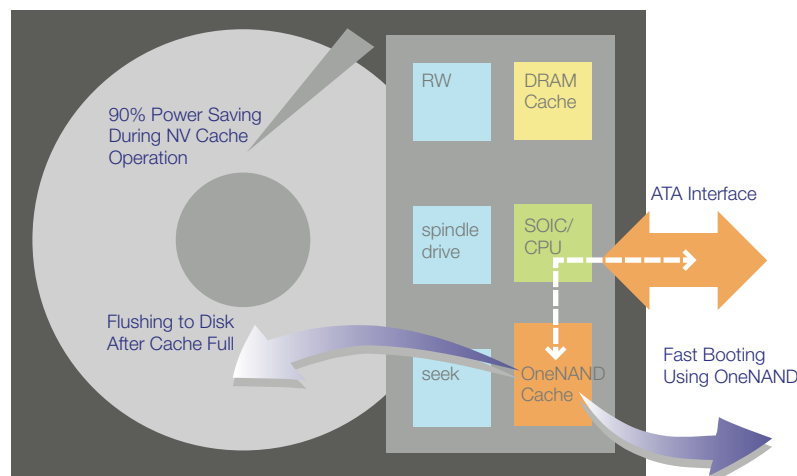 90% Power Saving
During NV Cache
Operation
RW
DRAM
Cache
ATA Interface
spindle
drive
SOIC/
CPU
Flushing to Disk
After Cache Full
seek
OneNAND
Cache
Fast Booting
Using OneNAND